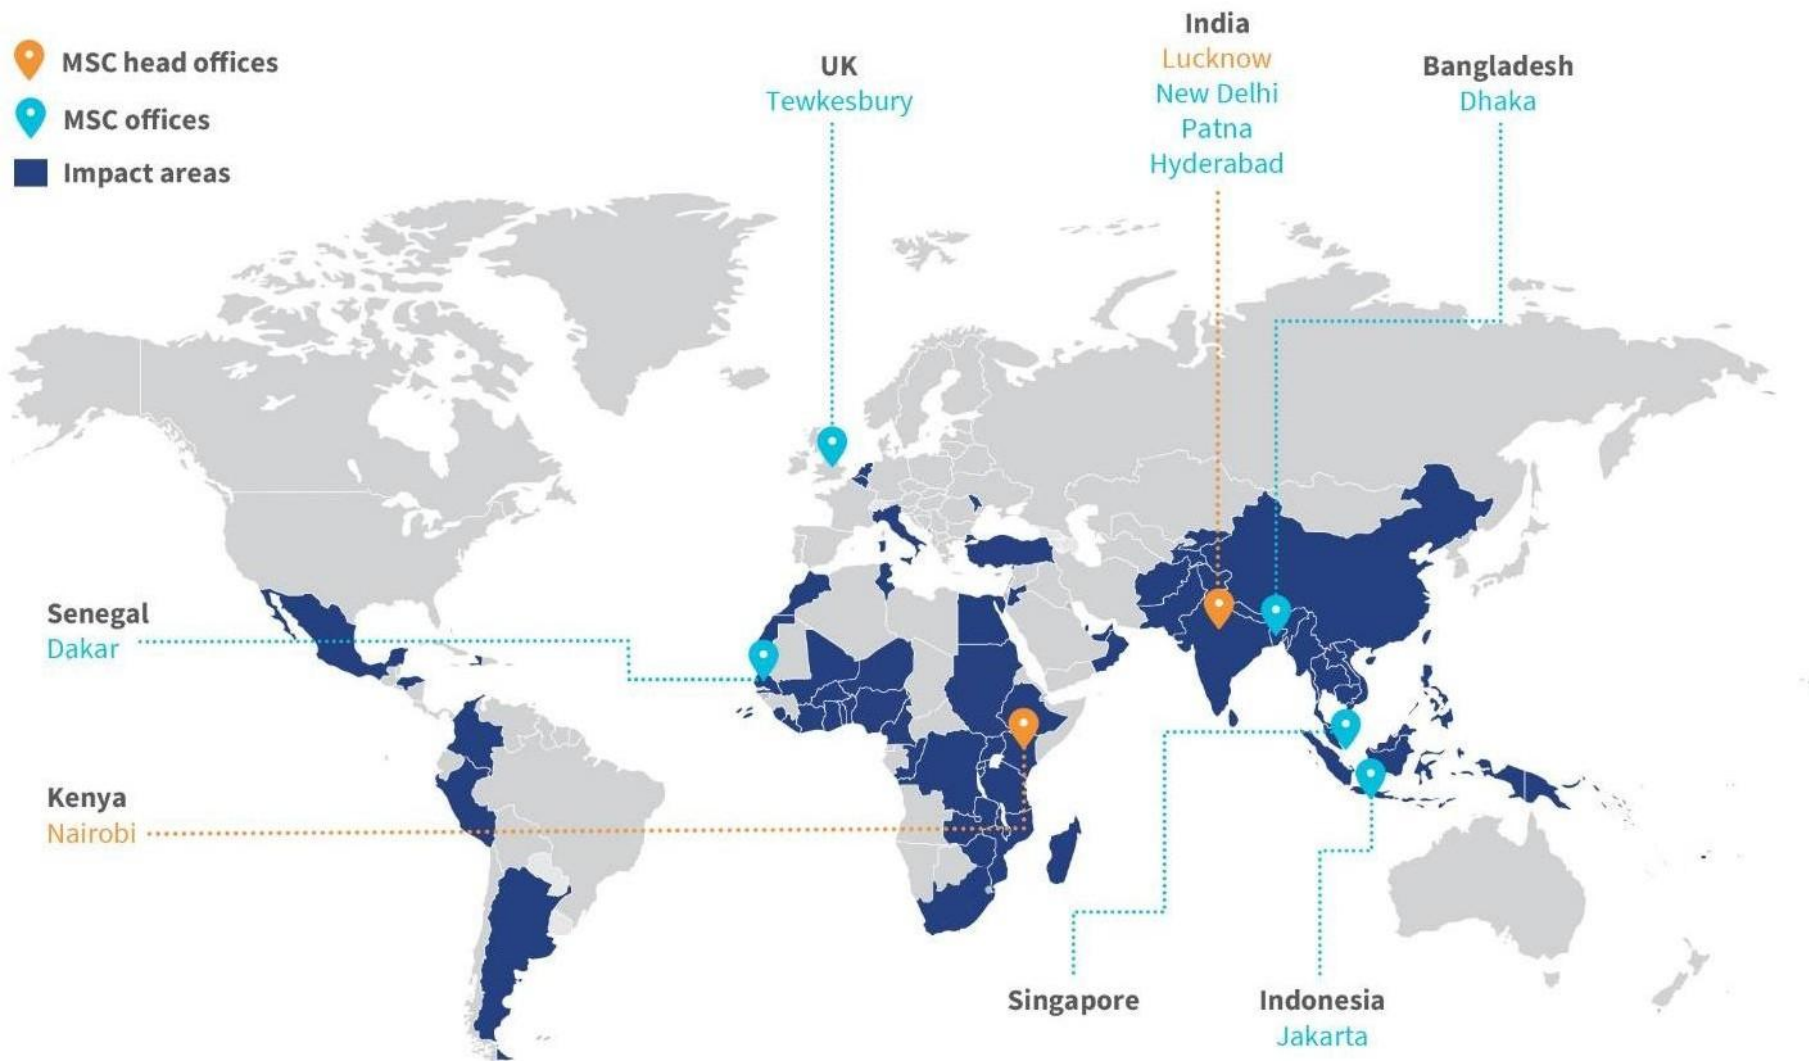 MSC head offices
MSC offices
Impact areas
UK
Tewkesbury
India
Lucknow
New Delhi
Patna
Hyderabad
Bangladesh
Dhaka
Senegal
Dakar
Kenya
Nairobi
Singapore
Indonesia
Jakarta